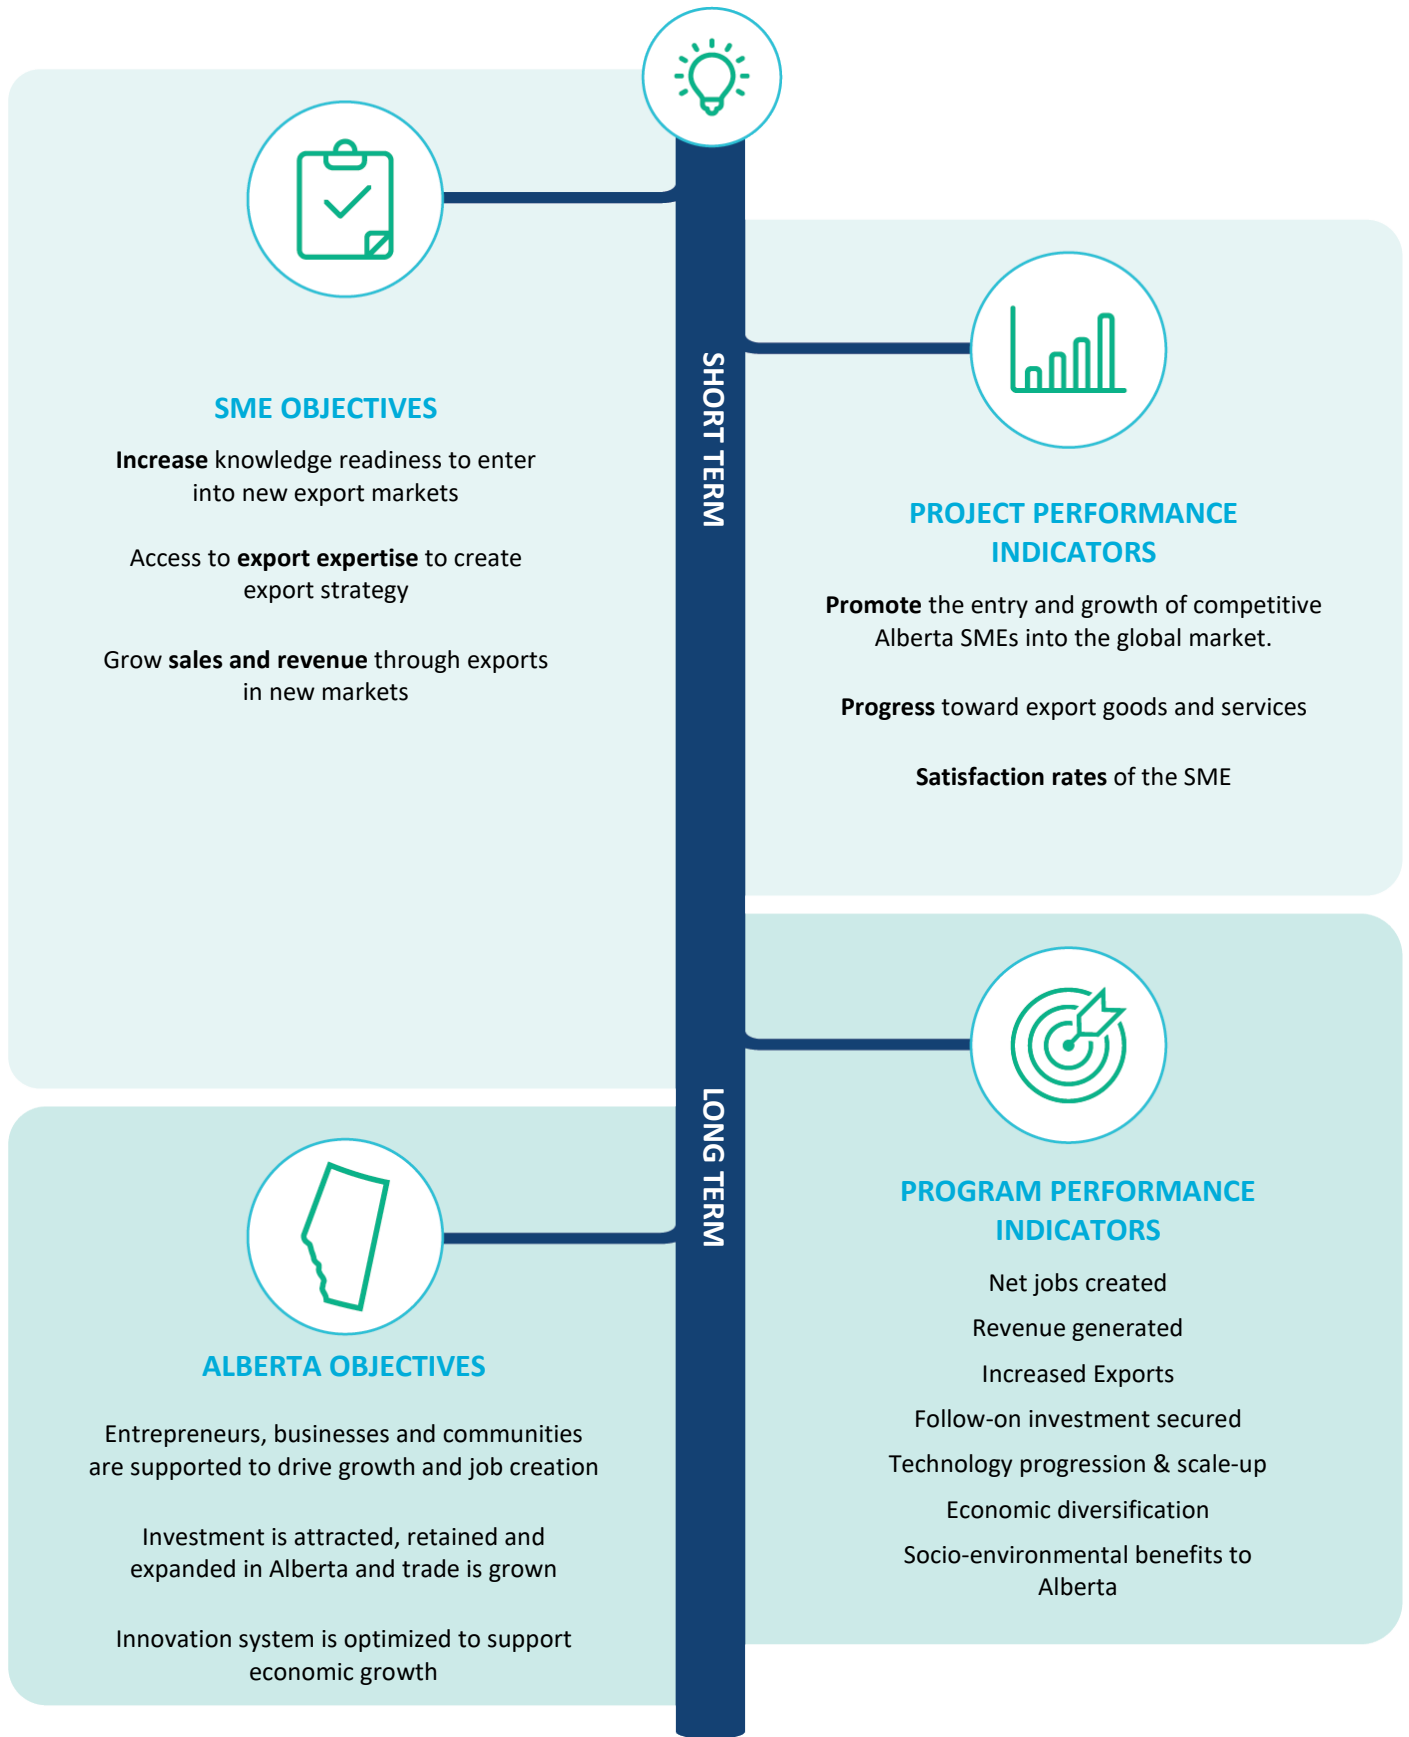 SME OBJECTIVES
Increase knowledge readiness to enter
into new export markets
Access to export expertise to create
export strategy
Grow sales and revenue through exports
in new markets
SHORT TERM
PROJECT PERFORMANCE
INDICATORS
Promote the entry and growth of competitive
Alberta SMEs into the global market.
Progress toward export goods and services
Satisfaction rates of the SME
LONG TERM
ALBERTA OBJECTIVES
Entrepreneurs, businesses and communities
are supported to drive growth and job creation
Investment is attracted, retained and
expanded in Alberta and trade is grown
Innovation system is optimized to support
economic growth
PROGRAM PERFORMANCE
INDICATORS
Net jobs created
Revenue generated
Increased Exports
Follow-on investment secured
Technology progression & scale-up
Economic diversification
Socio-environmental benefits to
Alberta